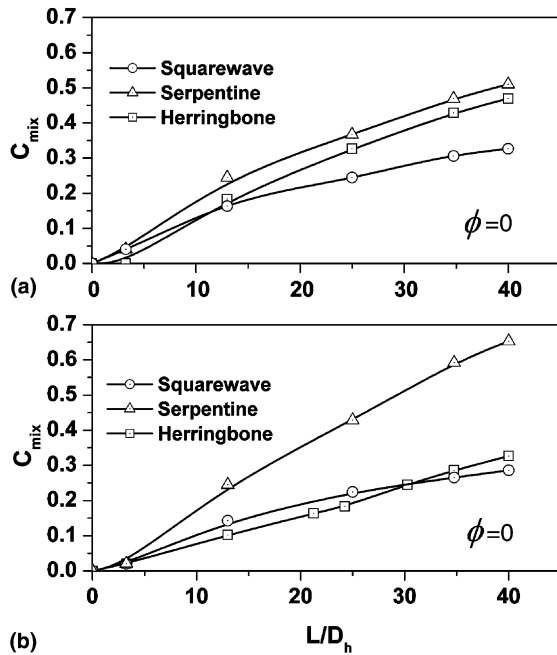 0.7
0.6
0.5
0.4
0.3
0.2
0.1
0.0
C_mix
Squarewave
Serpentine
Herringbone
ϕ=0
(a)
0 10 20 30 40
0.7
0.6
0.5
0.4
0.3
0.2
0.1
0.0
C_mix
Squarewave
Serpentine
Herringbone
ϕ=0
0 10 20 30 40
(b)
L/D_h